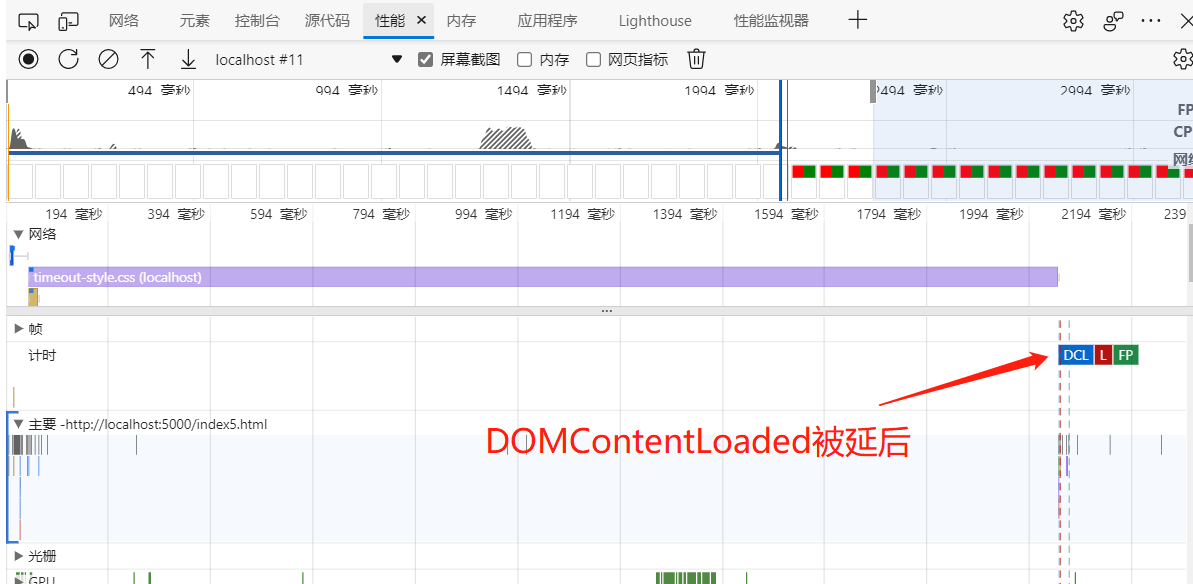 网络 元素 控制台 源代码 性能 内存 应用程序 Lighthouse 性能监视器
localhost #11 屏幕截图 内存 网页指标
494 毫秒 994 毫秒 1494 毫秒 1994 毫秒 2494 毫秒 2994 毫秒
FP
CP
网络
194 毫秒 394 毫秒 594 毫秒 794 毫秒 994 毫秒 1194 毫秒 1394 毫秒 1594 毫秒 1794 毫秒 1994 毫秒 2194 毫秒 239
网络
timeout-style.css (localhost)
帧
计时
DCL L FP
主要 -http://localhost:5000/index5.html
DOMContentLoaded被延后
光栅
GPU